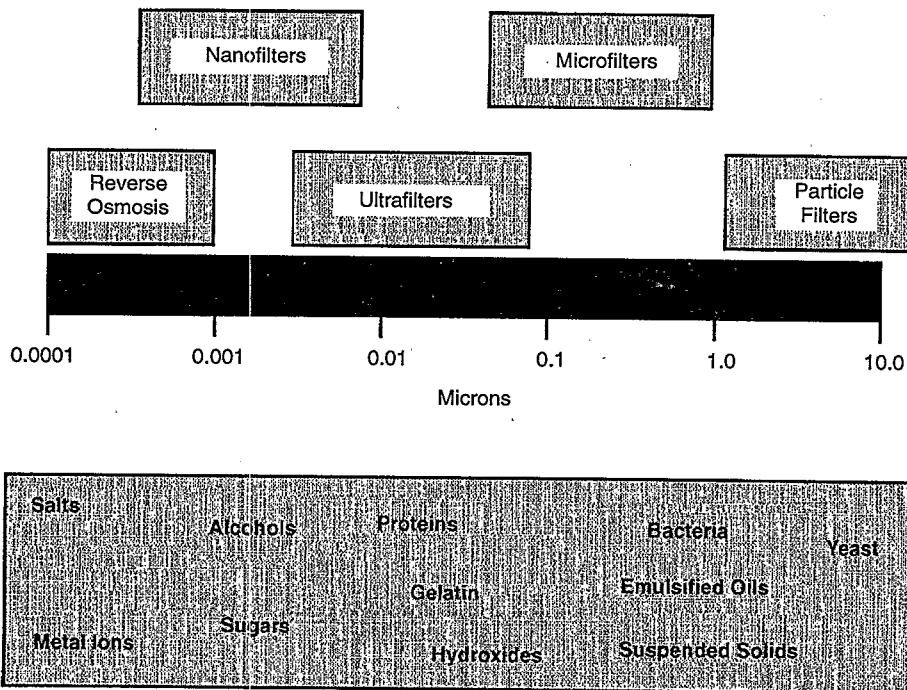 Nanofilters
Microfilters
Reverse
Osmosis
Ultrafilters
Particle
Filters
0.0001
0.001
0.01
0.1
1.0
10.0
Microns
Salts
Alcohols
Proteins
Bacteria
Yeast
Gelatin
Emulsified Oils
Metal Ions
Sugars
Hydroxides
Suspended Solids